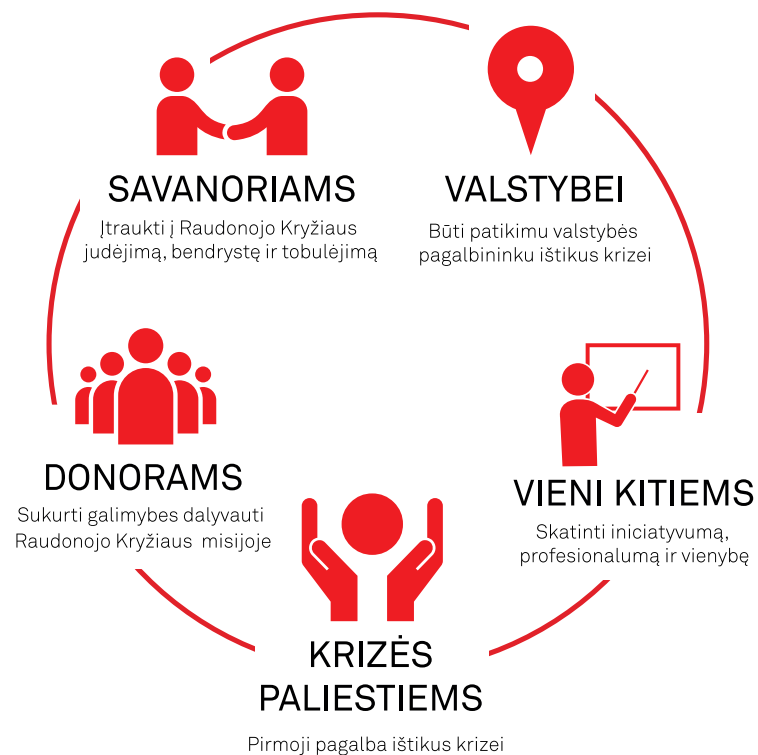 SAVANORIAMS
Įtraukti į Raudonojo Kryžiaus
judėjimą, bendrystę ir tobulėjimą
VALSTYBEI
Būti patikimu valstybės
pagalbininku ištikus krizei
DONORAMS
Sukurti galimybes dalyvauti
Raudonojo Kryžiaus misijoje
VIENI KITIEMS
Skatinti iniciatyvumą,
profesionalumą ir vienybę
KRIZĖS
PALIESTIEMS
Pirmoji pagalba ištikus krizei